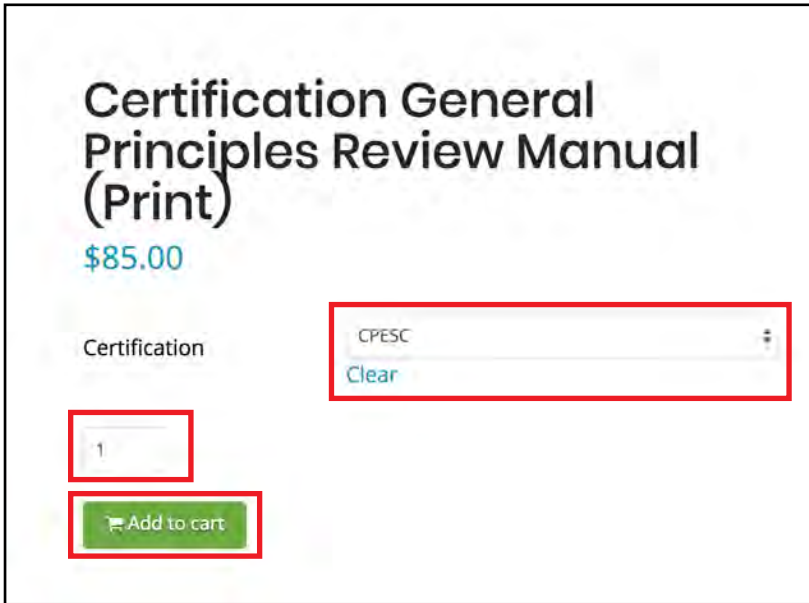 Certification General
Principles Review Manual
(Print)
$85.00
Certification
CPESC
Clear
1
Add to cart